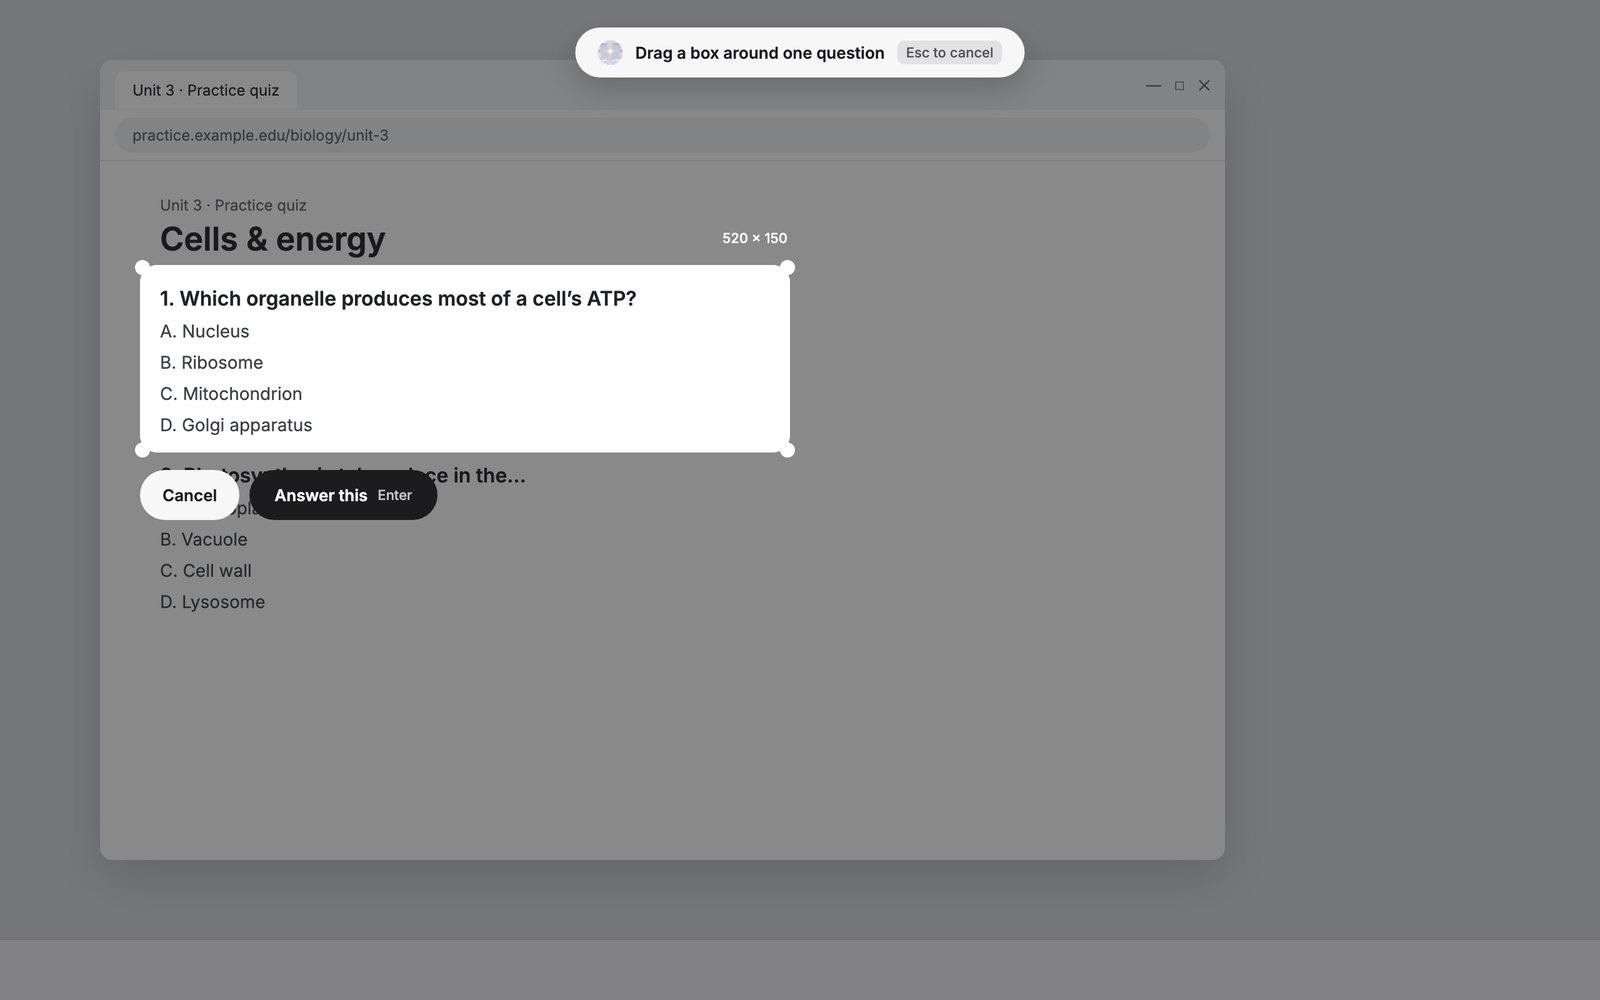 Drag a box around one question Esc to cancel
Unit 3 · Practice quiz
practice.example.edu/biology/unit-3
Unit 3 · Practice quiz
Cells & energy
520 × 150
1. Which organelle produces most of a cell’s ATP?
A. Nucleus
B. Ribosome
C. Mitochondrion
D. Golgi apparatus
in the…
Cancel
Answer this Enter
B. Vacuole
C. Cell wall
D. Lysosome